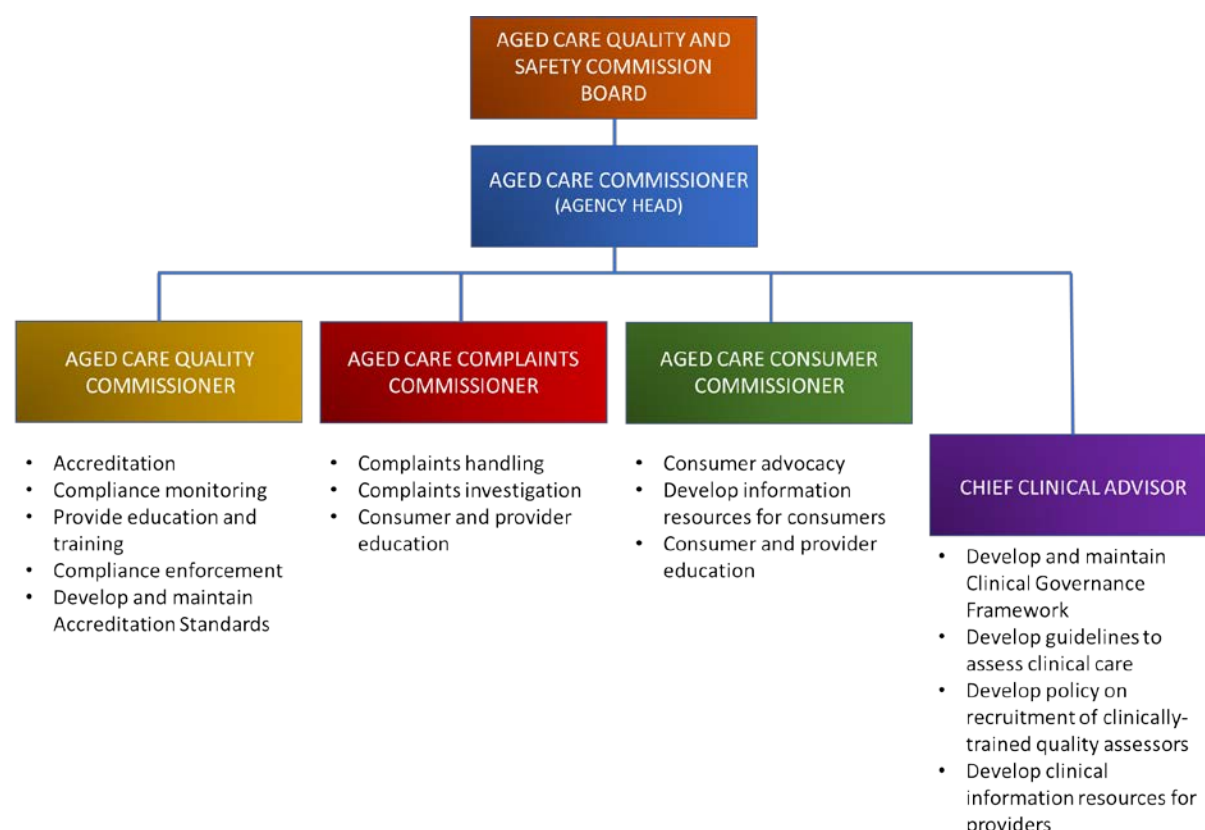 AGED CARE QUALITY AND
SAFETY COMMISSION
BOARD
AGED CARE COMMISSIONER
(AGENCY HEAD)
AGED CARE QUALITY
COMMISSIONER
• Accreditation
• Compliance monitoring
• Provide education and
training
• Compliance enforcement
• Develop and maintain
Accreditation Standards
AGED CARE COMPLAINTS
COMMISSIONER
• Complaints handling
• Complaints investigation
• Consumer and provider
education
AGED CARE CONSUMER
COMMISSIONER
• Consumer advocacy
• Develop information
resources for consumers
• Consumer and provider
education
CHIEF CLINICAL ADVISOR
• Develop and maintain
Clinical Governance
Framework
• Develop guidelines to
assess clinical care
• Develop policy on
recruitment of clinically-
trained quality assessors
• Develop clinical
information resources for
providers